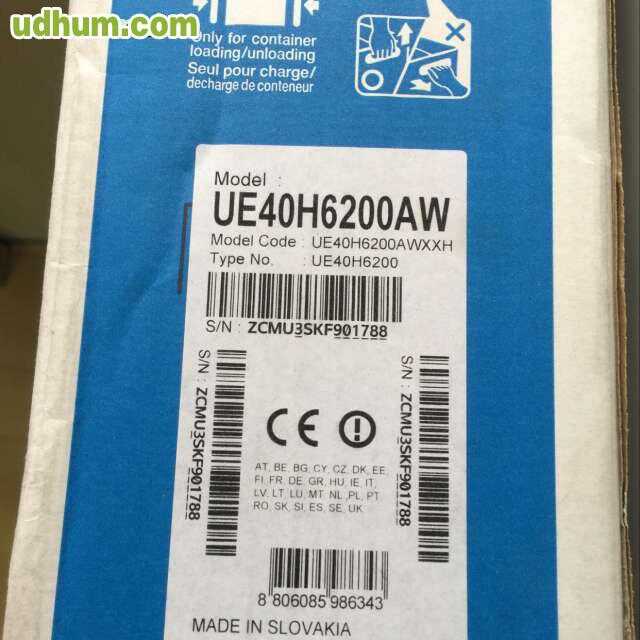 udhum.com
Only for container
loading/unloading
Seul pour charge/
decharge de conteneur
Model :
UE40H6200AW
Model Code : UE40H6200AWXXH
Type No. : UE40H6200
S/N : ZCMU3SKF901788
S/N : ZCMU3SKF901788
S/N : ZCMU3SKF901788
CE
AT, BE, BG, CY, CZ, DK, EE,
FI, FR, DE, GR, HU, IE, IT,
LV, LT, LU, MT, NL, PL, PT
RO, SK, SI, ES, SE, UK
8 806085 986343
MADE IN SLOVAKIA